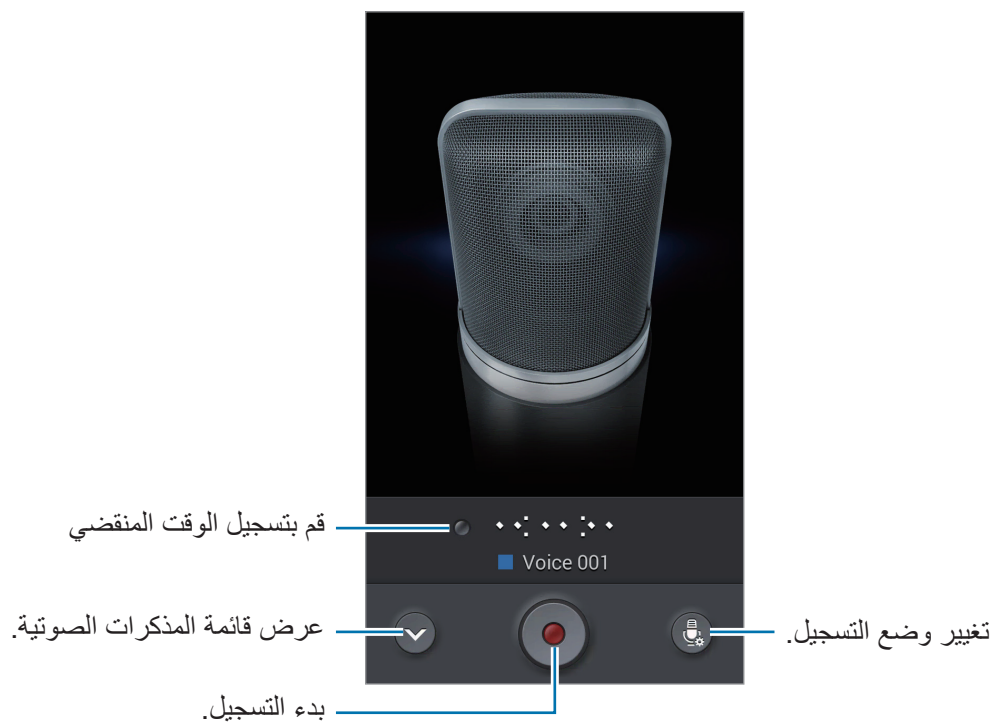 قم بتسجيل الوقت المنقضي
Voice 001
عرض قائمة المذكرات الصوتية.
تغيير وضع التسجيل.
بدء التسجيل.